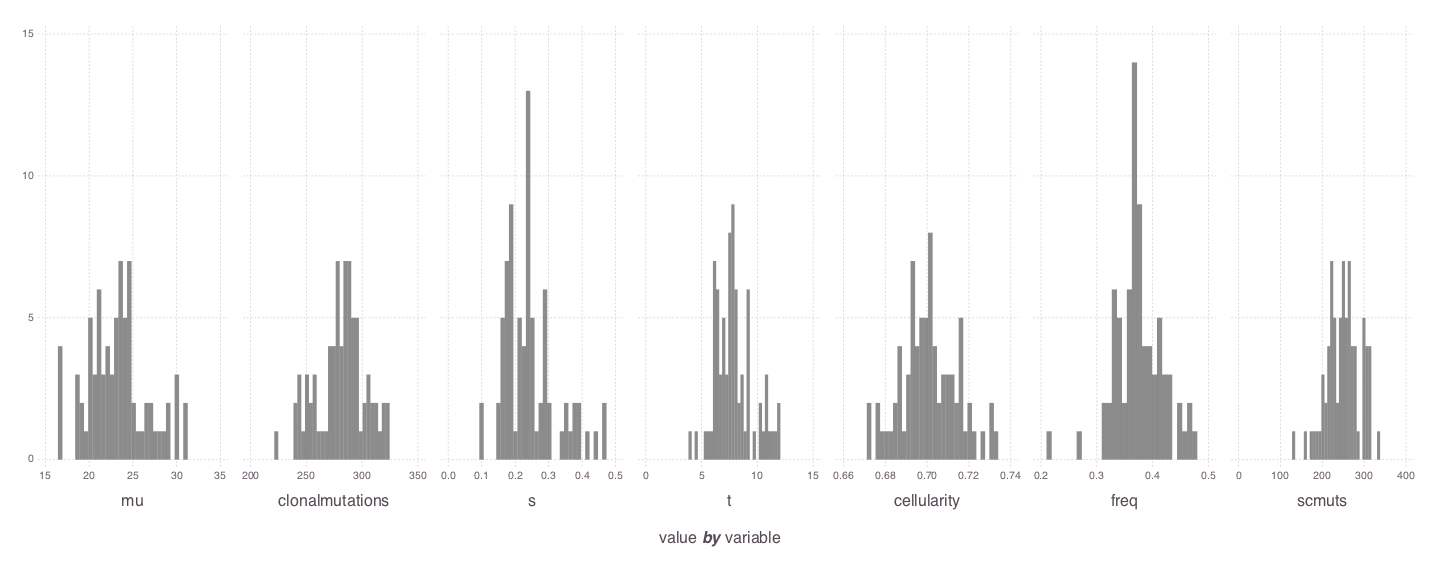 15
10
5
0
15 20 25 30 35
200 250 300 350
0.0 0.1 0.2 0.3 0.4 0.5
0 5 10 15
0.66 0.68 0.70 0.72 0.74
0.2 0.3 0.4 0.5
0 100 200 300 400
mu clonalmutations s t cellularity freq scmuts
value by variable